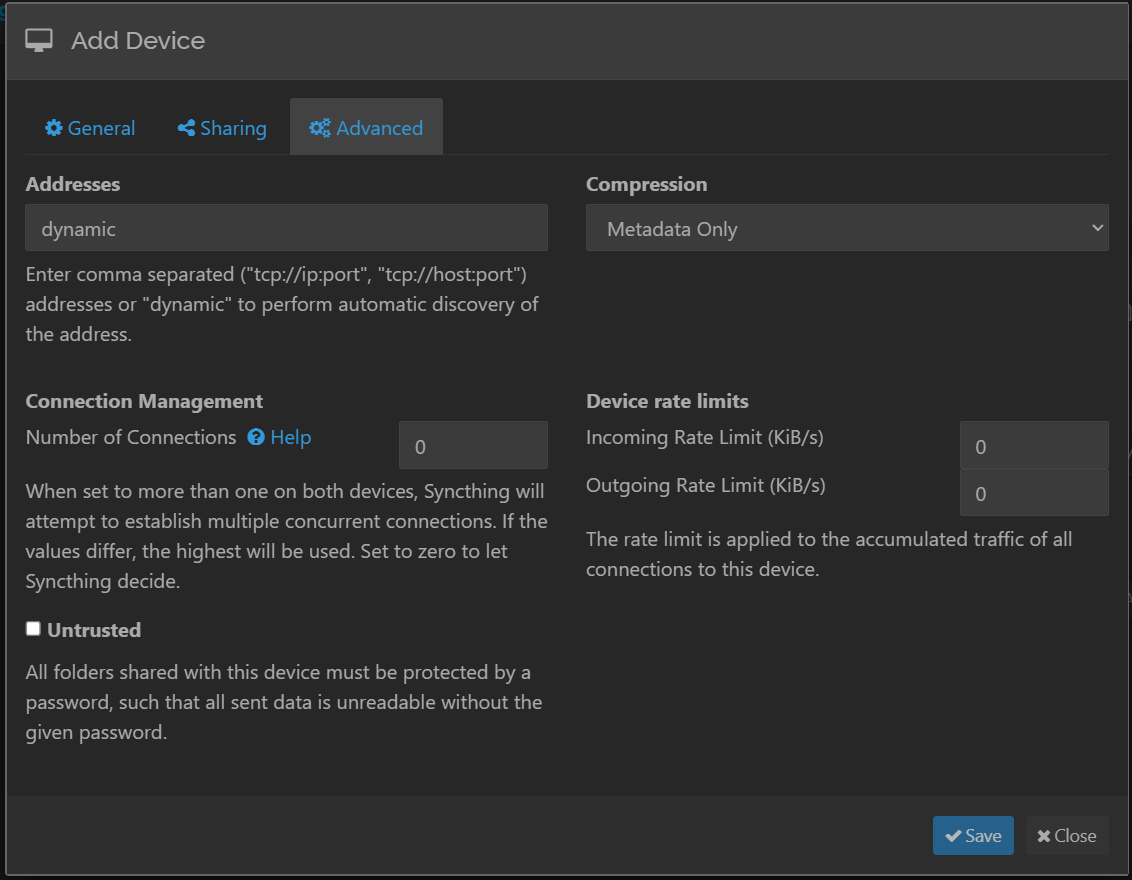 Add Device
General
Sharing
Advanced
Addresses
dynamic
Enter comma separated ("tcp://ip:port", "tcp://host:port")
addresses or "dynamic" to perform automatic discovery of
the address.
Compression
Metadata Only
Connection Management
Number of Connections Help
0
When set to more than one on both devices, Syncthing will
attempt to establish multiple concurrent connections. If the
values differ, the highest will be used. Set to zero to let
Syncthing decide.
Device rate limits
Incoming Rate Limit (KiB/s)
0
Outgoing Rate Limit (KiB/s)
0
The rate limit is applied to the accumulated traffic of all
connections to this device.
Untrusted
All folders shared with this device must be protected by a
password, such that all sent data is unreadable without the
given password.
Save
Close